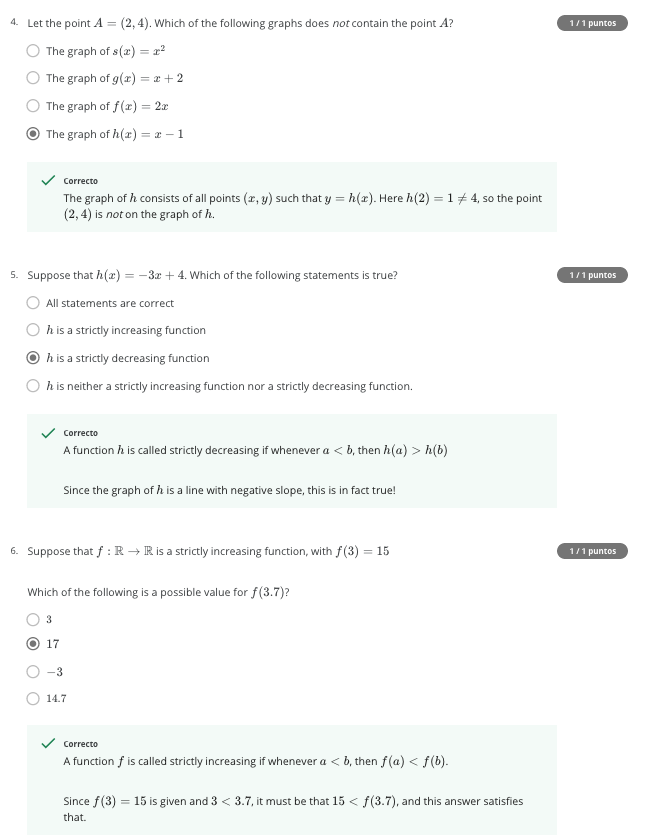 4. Let the point A = (2, 4). Which of the following graphs does not contain the point A?
1 / 1 puntos
The graph of s(x) = x²
The graph of g(x) = x + 2
The graph of f(x) = 2x
The graph of h(x) = x − 1
Correcto
The graph of h consists of all points (x, y) such that y = h(x). Here h(2) = 1 ≠ 4, so the point
(2, 4) is not on the graph of h.
5. Suppose that h(x) = −3x + 4. Which of the following statements is true?
1 / 1 puntos
All statements are correct
h is a strictly increasing function
h is a strictly decreasing function
h is neither a strictly increasing function nor a strictly decreasing function.
Correcto
A function h is called strictly decreasing if whenever a < b, then h(a) > h(b)
Since the graph of h is a line with negative slope, this is in fact true!
6. Suppose that f : ℝ → ℝ is a strictly increasing function, with f(3) = 15
1 / 1 puntos
Which of the following is a possible value for f(3.7)?
3
17
−3
14.7
Correcto
A function f is called strictly increasing if whenever a < b, then f(a) < f(b).
Since f(3) = 15 is given and 3 < 3.7, it must be that 15 < f(3.7), and this answer satisfies
that.